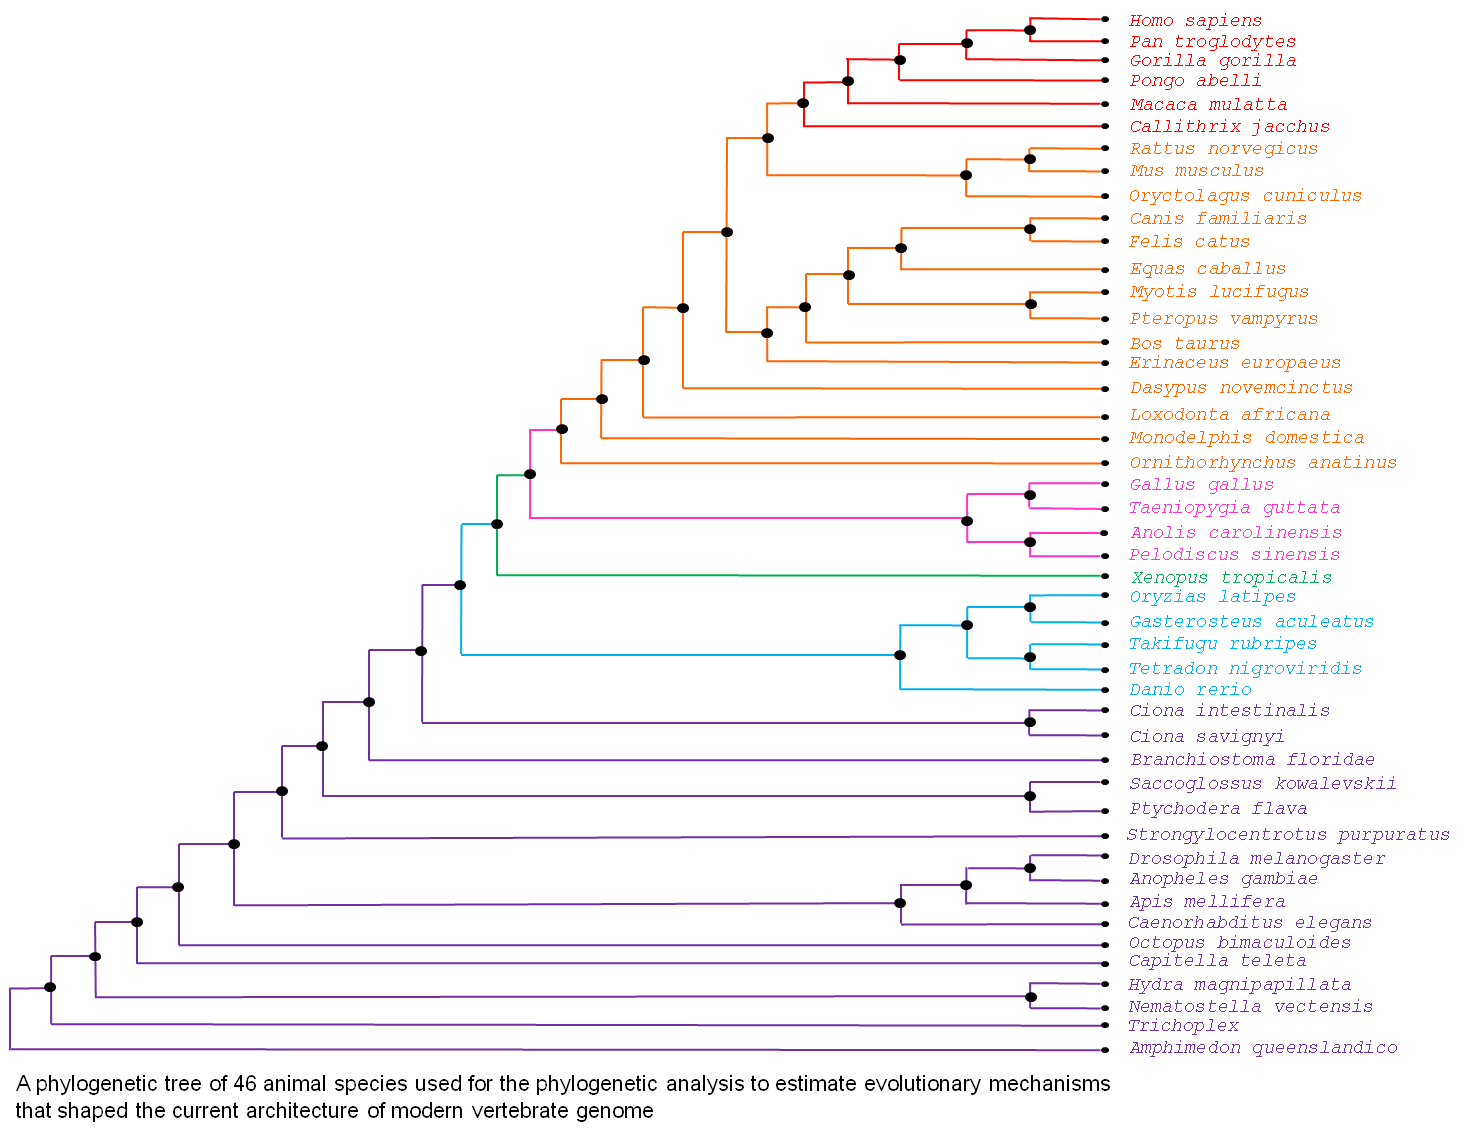 Homo sapiens
Pan troglodytes
Gorilla gorilla
Pongo abelli
Macaca mulatta
Callithrix jacchus
Rattus norvegicus
Mus musculus
Oryctolagus cuniculus
Canis familiaris
Felis catus
Equas caballus
Myotis lucifugus
Pteropus vampyrus
Bos taurus
Erinaceus europaeus
Dasypus novemcinctus
Loxodonta africana
Monodelphis domestica
Ornithorhynchus anatinus
Gallus gallus
Taeniopygia guttata
Anolis carolinensis
Pelodiscus sinensis
Xenopus tropicalis
Oryzias latipes
Gasterosteus aculeatus
Takifugu rubripes
Tetradon nigroviridis
Danio rerio
Ciona intestinalis
Ciona savignyi
Branchiostoma floridae
Saccoglossus kowalevskii
Ptychodera flava
Strongylocentrotus purpuratus
Drosophila melanogaster
Anopheles gambiae
Apis mellifera
Caenorhabditus elegans
Octopus bimaculoides
Capitella teleta
Hydra magnipapillata
Nematostella vectensis
Trichoplex
Amphimedon queenslandico
A phylogenetic tree of 46 animal species used for the phylogenetic analysis to estimate evolutionary mechanisms
that shaped the current architecture of modern vertebrate genome